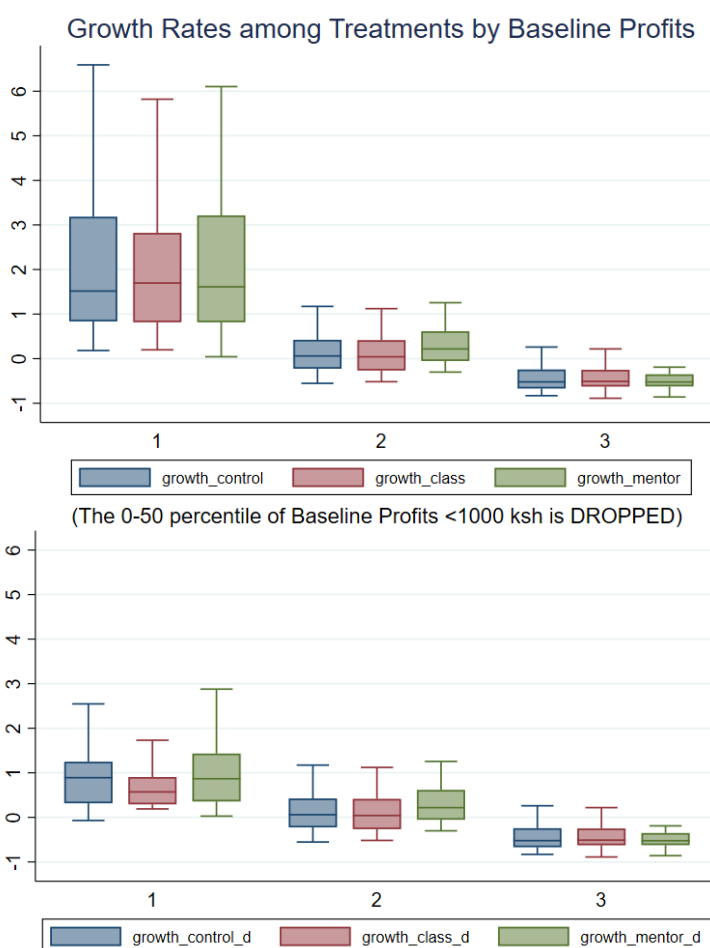 Growth Rates among Treatments by Baseline Profits
6
5
4
3
2
1
0
-1
1 2 3
growth_control growth_class growth_mentor
(The 0-50 percentile of Baseline Profits <1000 ksh is DROPPED)
6
5
4
3
2
1
0
-1
1 2 3
growth_control_d growth_class_d growth_mentor_d